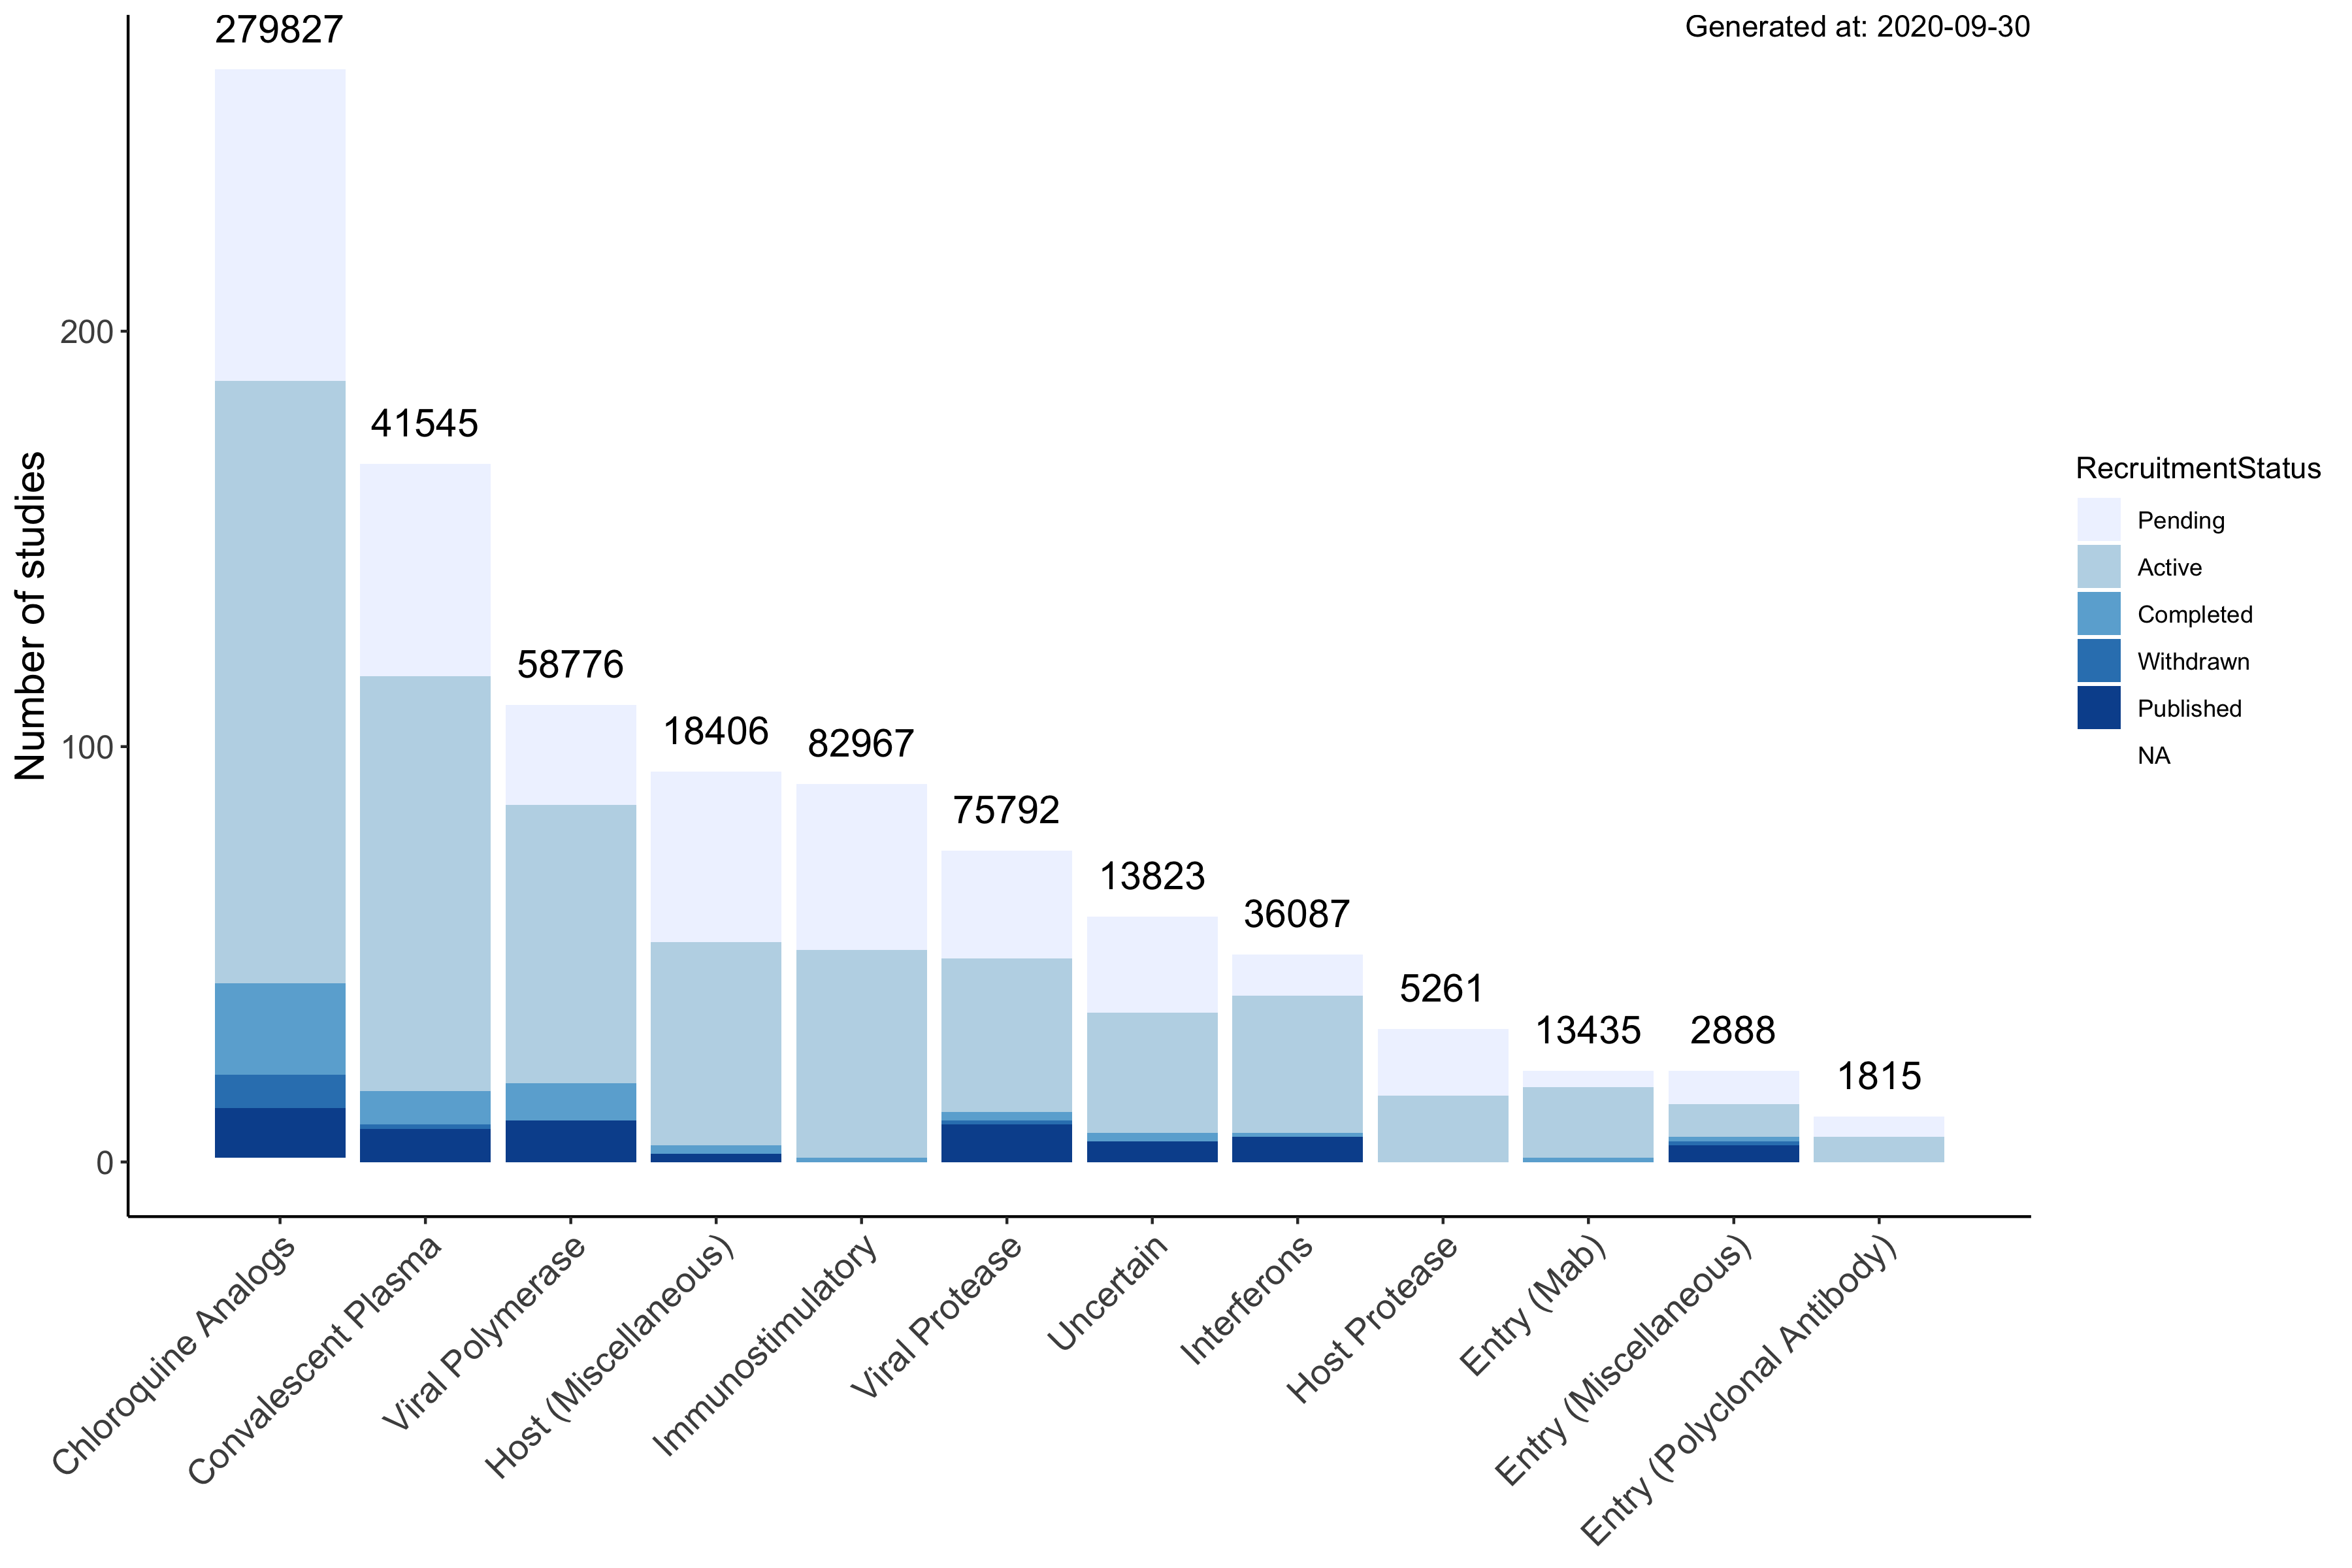 Generated at: 2020-09-30
279827
41545
58776
18406
82967
75792
13823
36087
5261
13435
2888
1815
Number of studies
200
100
0
Chloroquine Analogs
Convalescent Plasma
Viral Polymerase
Host (Miscellaneous)
Immunostimulatory
Viral Protease
Uncertain
Interferons
Host Protease
Entry (Mab)
Entry (Miscellaneous)
Entry (Polyclonal Antibody)
RecruitmentStatus
Pending
Active
Completed
Withdrawn
Published
NA